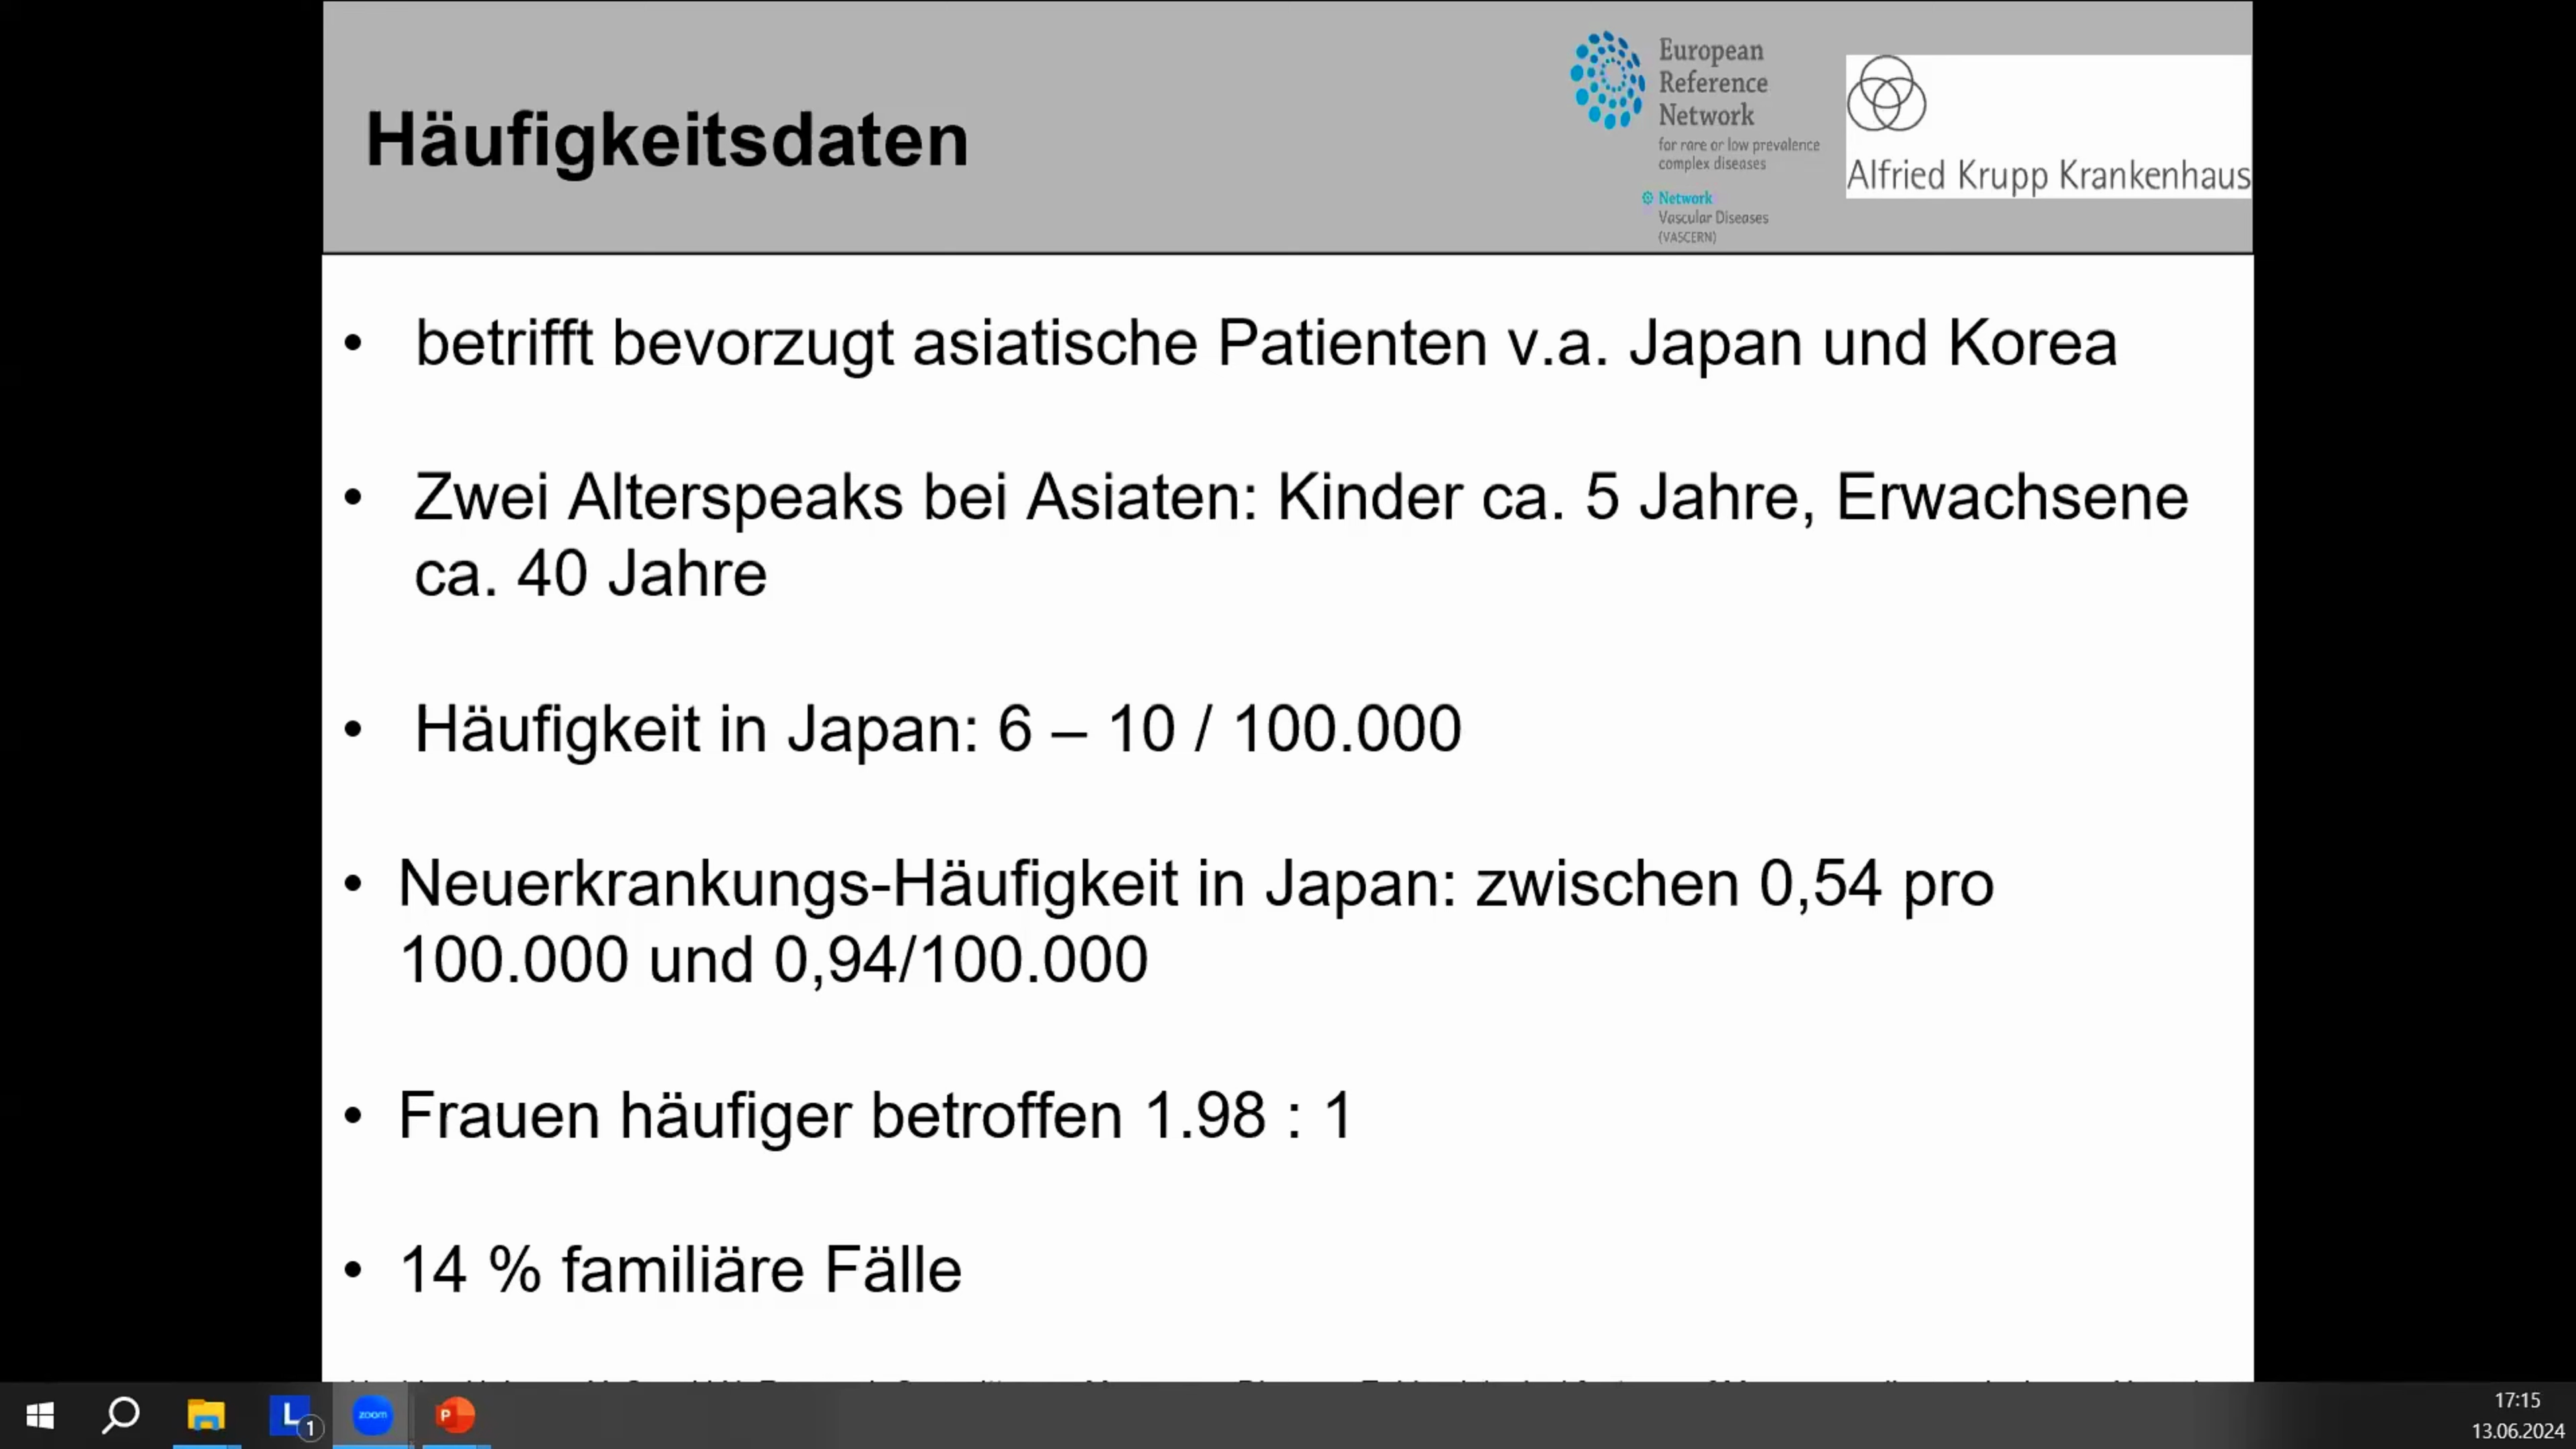 Häufigkeitsdaten
European
Reference
Network
for rare or low prevalence
complex diseases
Network
Vascular Diseases
(VASCERN)
Alfried Krupp Krankenhaus
• betrifft bevorzugt asiatische Patienten v.a. Japan und Korea
• Zwei Alterspeaks bei Asiaten: Kinder ca. 5 Jahre, Erwachsene
ca. 40 Jahre
• Häufigkeit in Japan: 6 – 10 / 100.000
• Neuerkrankungs-Häufigkeit in Japan: zwischen 0,54 pro
100.000 und 0,94/100.000
• Frauen häufiger betroffen 1.98 : 1
• 14 % familiäre Fälle
L
1
zoom
P
17:15
13.06.2024